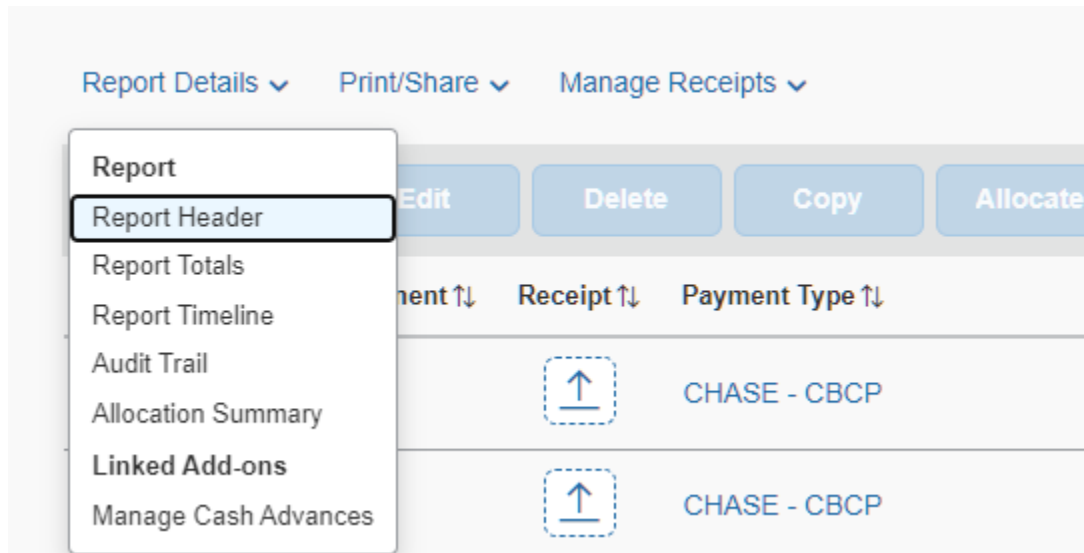 Report Details Print/Share Manage Receipts
Report
Report Header
Report Totals
Report Timeline
Audit Trail
Allocation Summary
Linked Add-ons
Manage Cash Advances
Edit Delete Copy Allocate
Receipt Payment Type
CHASE - CBCP
CHASE - CBCP